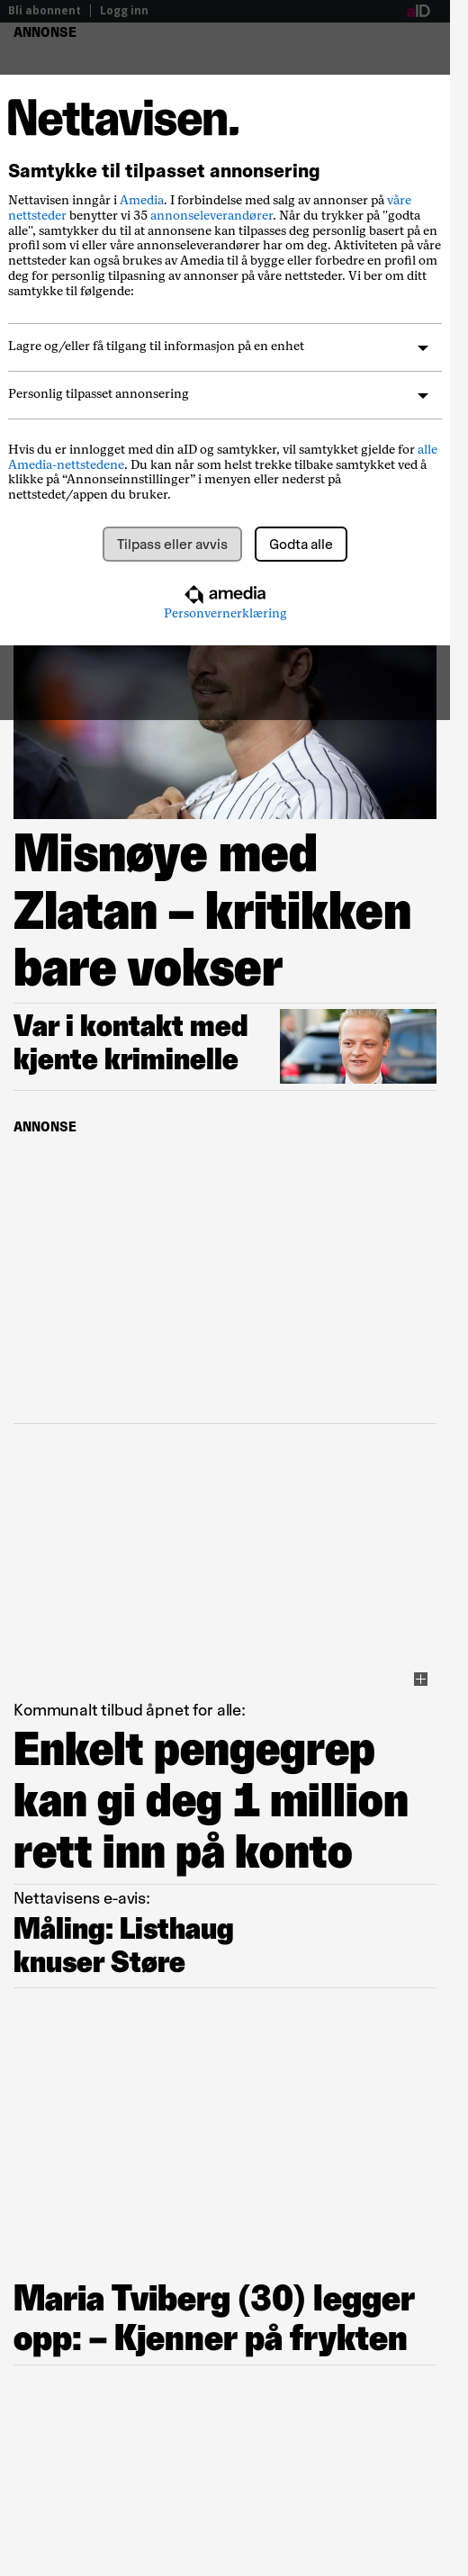 Bli abonnent | Logg inn
aID
ANNONSE
Nettavisen.
Samtykke til tilpasset annonsering
Nettavisen inngår i Amedia. I forbindelse med salg av annonser på våre
nettsteder benytter vi 35 annonseleverandører. Når du trykker på "godta
alle", samtykker du til at annonsene kan tilpasses deg personlig basert på en
profil som vi eller våre annonseleverandører har om deg. Aktiviteten på våre
nettsteder kan også brukes av Amedia til å bygge eller forbedre en profil om
deg for personlig tilpasning av annonser på våre nettsteder. Vi ber om ditt
samtykke til følgende:
Lagre og/eller få tilgang til informasjon på en enhet
Personlig tilpasset annonsering
Hvis du er innlogget med din aID og samtykker, vil samtykket gjelde for alle
Amedia-nettstedene. Du kan når som helst trekke tilbake samtykket ved å
klikke på “Annonseinnstillinger” i menyen eller nederst på
nettstedet/appen du bruker.
Tilpass eller avvis
Godta alle
amedia
Personvernerklæring
Misnøye med
Zlatan – kritikken
bare vokser
Var i kontakt med
kjente kriminelle
ANNONSE
Kommunalt tilbud åpnet for alle:
Enkelt pengegrep
kan gi deg 1 million
rett inn på konto
Nettavisens e-avis:
Måling: Listhaug
knuser Støre
Maria Tviberg (30) legger
opp: – Kjenner på frykten